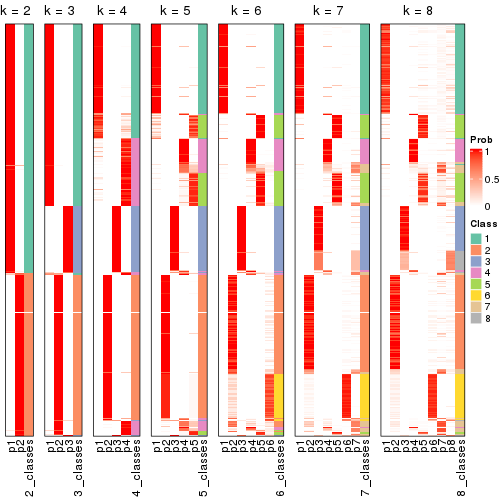 k = 2 k = 3 k = 4 k = 5 k = 6 k = 7 k = 8
Prob
1
0.5
0
Class
1
2
3
4
5
6
7
8
p1
p2
2_classes
p1
p2
p3
3_classes
p1
p2
p3
p4
4_classes
p1
p2
p3
p4
p5
5_classes
p1
p2
p3
p4
p5
p6
6_classes
p1
p2
p3
p4
p5
p6
p7
7_classes
p1
p2
p3
p4
p5
p6
p7
p8
8_classes